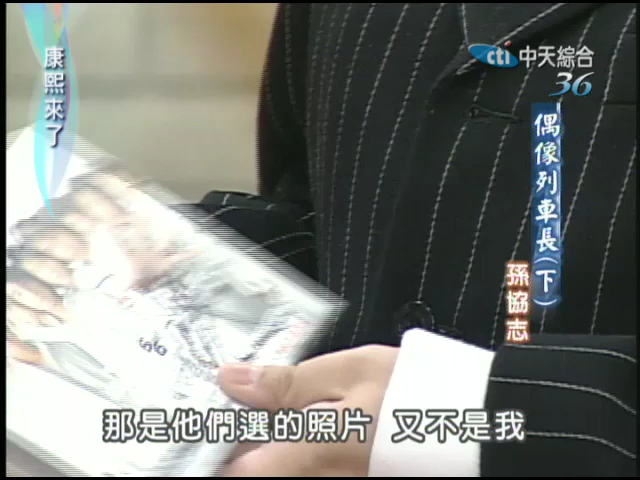 康熙來了
cti 中天綜合
36
偶像列車長(下)
孫協志
那是他們選的照片 又不是我